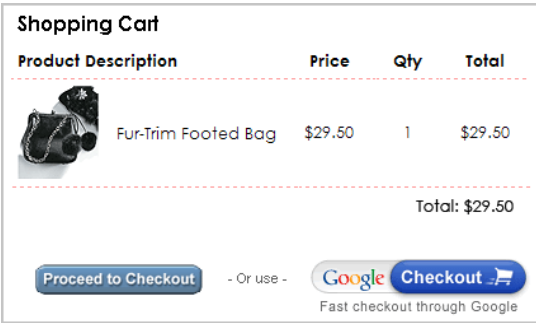 Shopping Cart
Product Description Price Qty Total
Fur-Trim Footed Bag $29.50 1 $29.50
Total: $29.50
Proceed to Checkout - Or use - Google Checkout
Fast checkout through Google